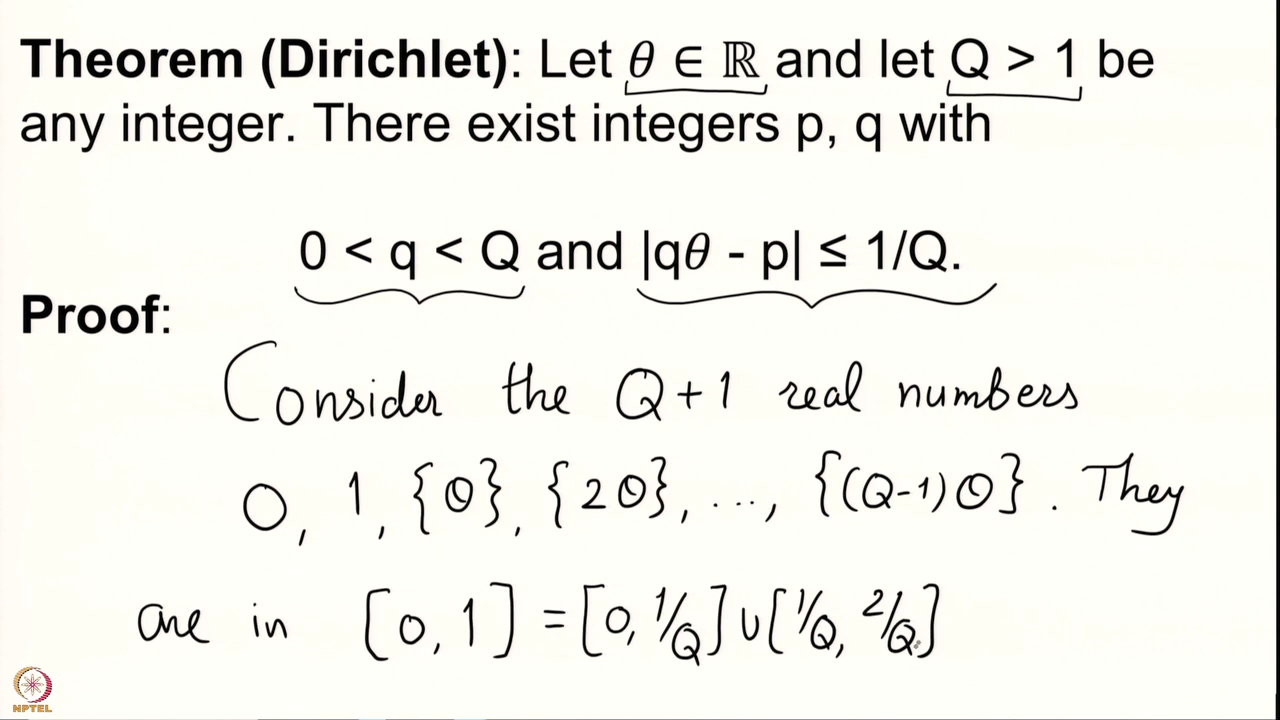 Theorem (Dirichlet): Let θ ∈ ℝ and let Q > 1 be
any integer. There exist integers p, q with
0 < q < Q and |qθ - p| ≤ 1/Q.
Proof:
Consider the Q+1 real numbers
0, 1, {θ}, {2θ}, ..., {(Q-1)θ}. They
are in [0, 1] = [0, 1/Q] ∪ [1/Q, 2/Q]
NPTEL